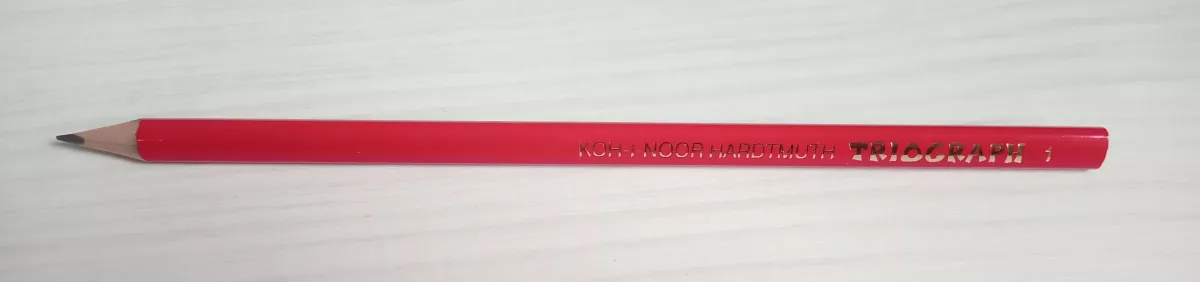 KOH-I-NOOR HARDTMUTH TRIOGRAPH 1